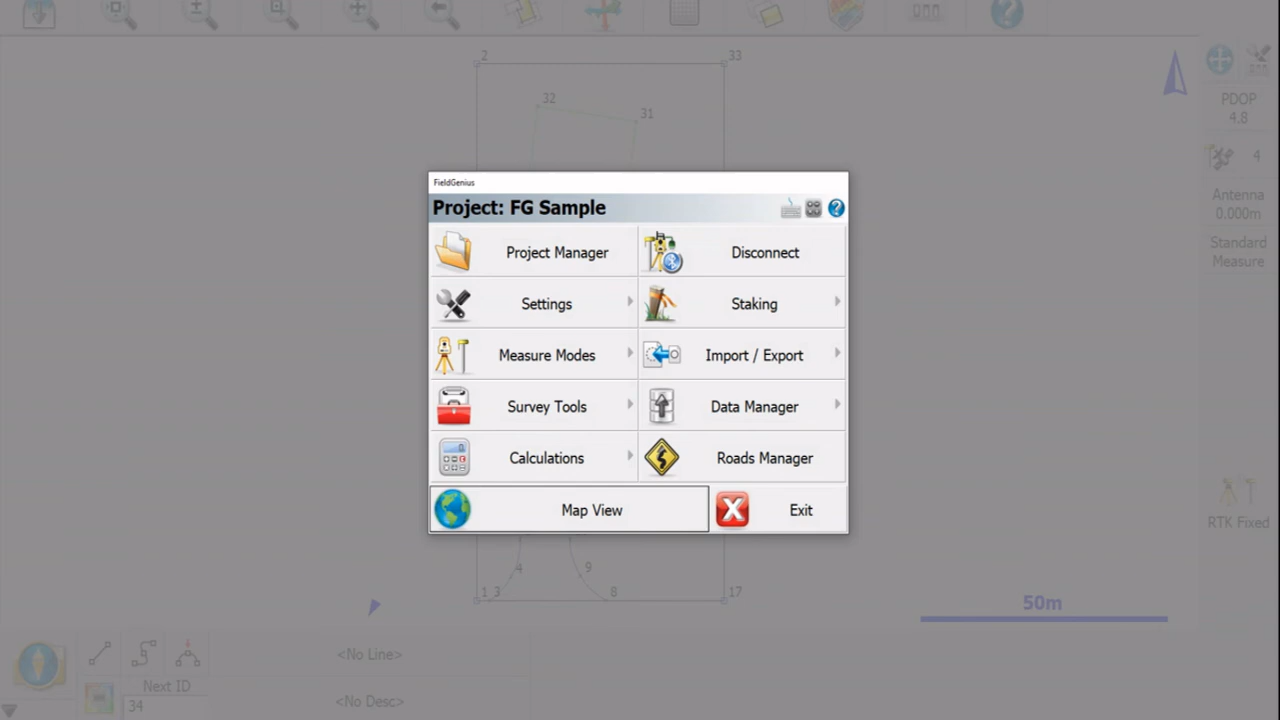 2
33
32
31
PDOP
4.8
4
Antenna
0.000m
Standard
Measure
FieldGenius
Project: FG Sample
Project Manager
Disconnect
Settings
Staking
Measure Modes
Import / Export
Survey Tools
Data Manager
Calculations
Roads Manager
Map View
Exit
RTK Fixed
4
9
1 3
8
17
50m
<No Line>
Next ID
34
<No Desc>